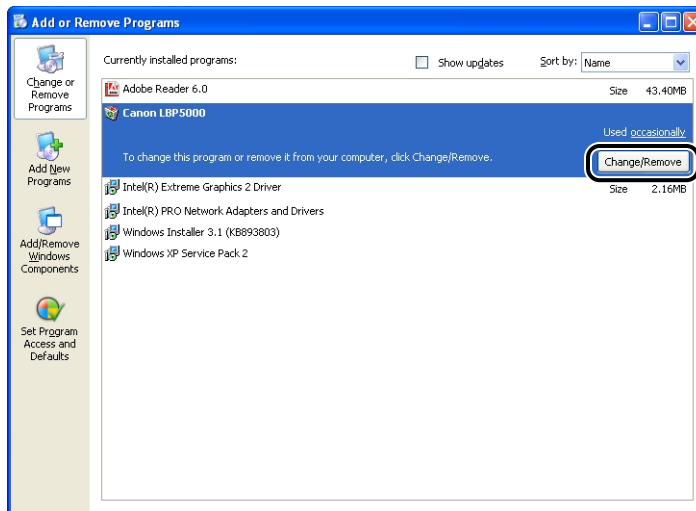 Add or Remove Programs
Change or
Remove
Programs
Add New
Programs
Add/Remove
Windows
Components
Set Program
Access and
Defaults
Currently installed programs:
Show updates
Sort by: Name
Adobe Reader 6.0 Size 43.40MB
Canon LBP5000
Used occasionally
To change this program or remove it from your computer, click Change/Remove. Change/Remove
Intel(R) Extreme Graphics 2 Driver Size 2.16MB
Intel(R) PRO Network Adapters and Drivers
Windows Installer 3.1 (KB893803)
Windows XP Service Pack 2